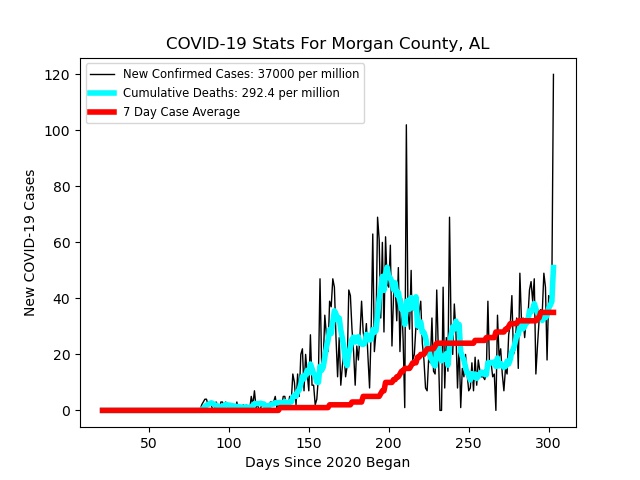 COVID-19 Stats For Morgan County, AL
New Confirmed Cases: 37000 per million
Cumulative Deaths: 292.4 per million
7 Day Case Average
New COVID-19 Cases
120
100
80
60
40
20
0
50 100 150 200 250 300
Days Since 2020 Began